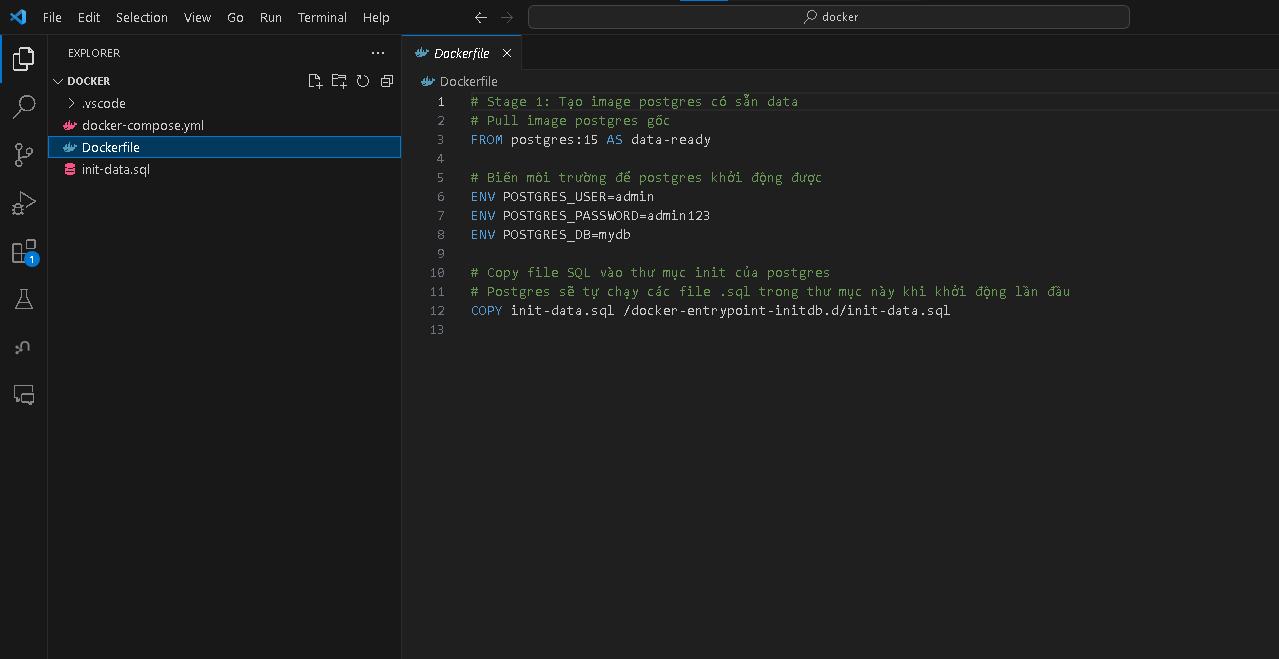 File Edit Selection View Go Run Terminal Help
docker
EXPLORER
DOCKER
.vscode
docker-compose.yml
Dockerfile
init-data.sql
1
Dockerfile
Dockerfile
1 # Stage 1: Tạo image postgres có sẵn data
2 # Pull image postgres gốc
3 FROM postgres:15 AS data-ready
4
5 # Biến môi trường để postgres khởi động được
6 ENV POSTGRES_USER=admin
7 ENV POSTGRES_PASSWORD=admin123
8 ENV POSTGRES_DB=mydb
9
10 # Copy file SQL vào thư mục init của postgres
11 # Postgres sẽ tự chạy các file .sql trong thư mục này khi khởi động lần đầu
12 COPY init-data.sql /docker-entrypoint-initdb.d/init-data.sql
13